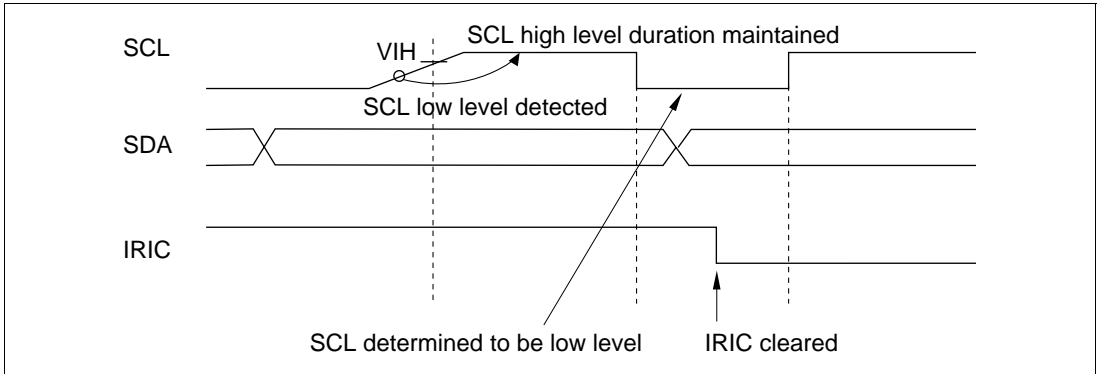 SCL
VIH
SCL high level duration maintained
SCL low level detected
SDA
IRIC
SCL determined to be low level
IRIC cleared